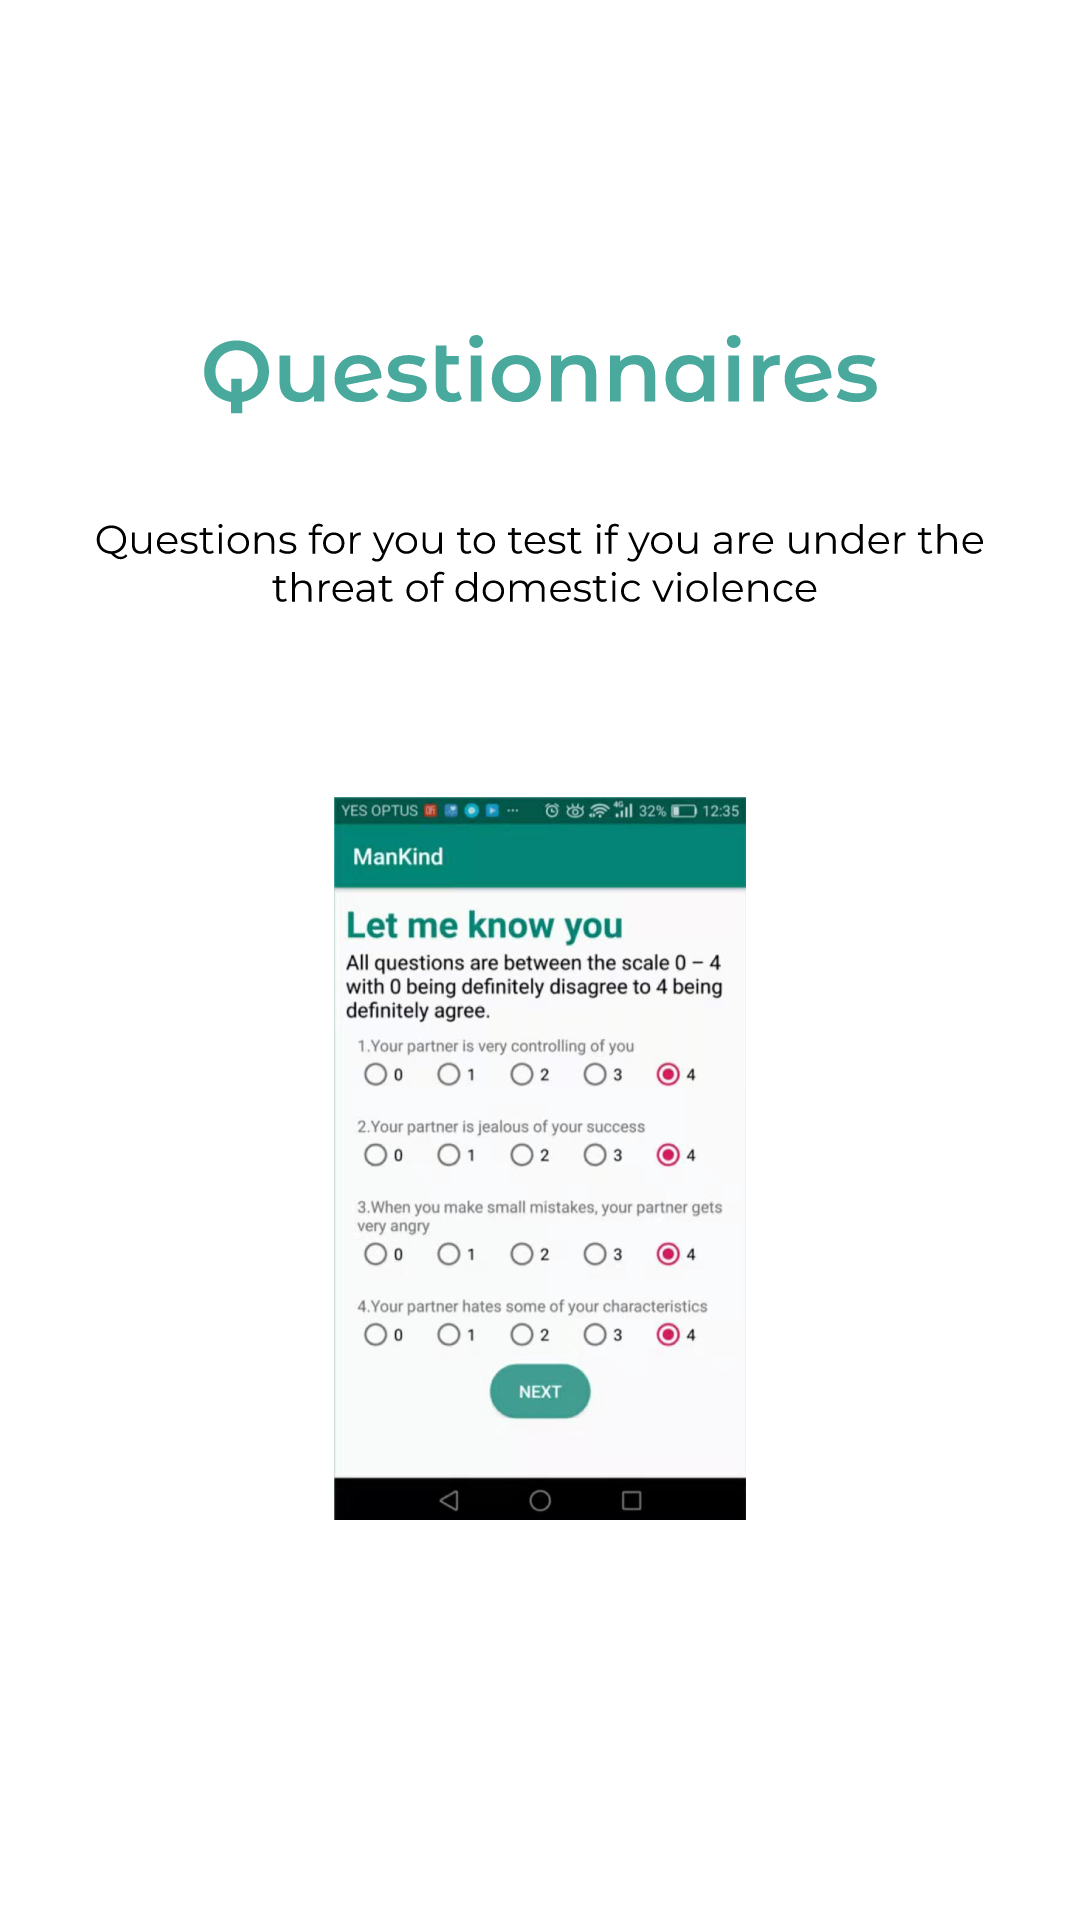 Questionnaires
Questions for you to test if you are under the
threat of domestic violence
YES OPTUS ... 4G 32% 12:35
ManKind
Let me know you
All questions are between the scale 0 – 4
with 0 being definitely disagree to 4 being
definitely agree.
1.Your partner is very controlling of you
0 1 2 3 4
2.Your partner is jealous of your success
0 1 2 3 4
3.When you make small mistakes, your partner gets
very angry
0 1 2 3 4
4.Your partner hates some of your characteristics
0 1 2 3 4
NEXT